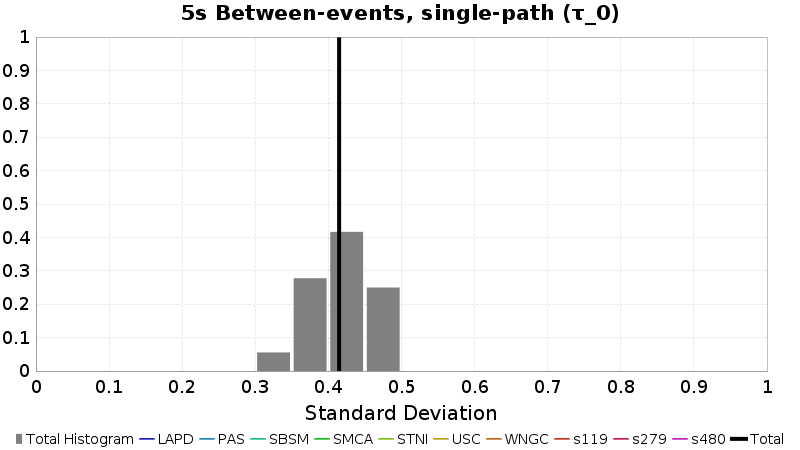 5s Between-events, single-path (τ_0)
1
0.9
0.8
0.7
0.6
0.5
0.4
0.3
0.2
0.1
0
0 0.1 0.2 0.3 0.4 0.5 0.6 0.7 0.8 0.9 1
Standard Deviation
Total Histogram LAPD PAS SBSM SMCA STNI USC WNGC s119 s279 s480 Total